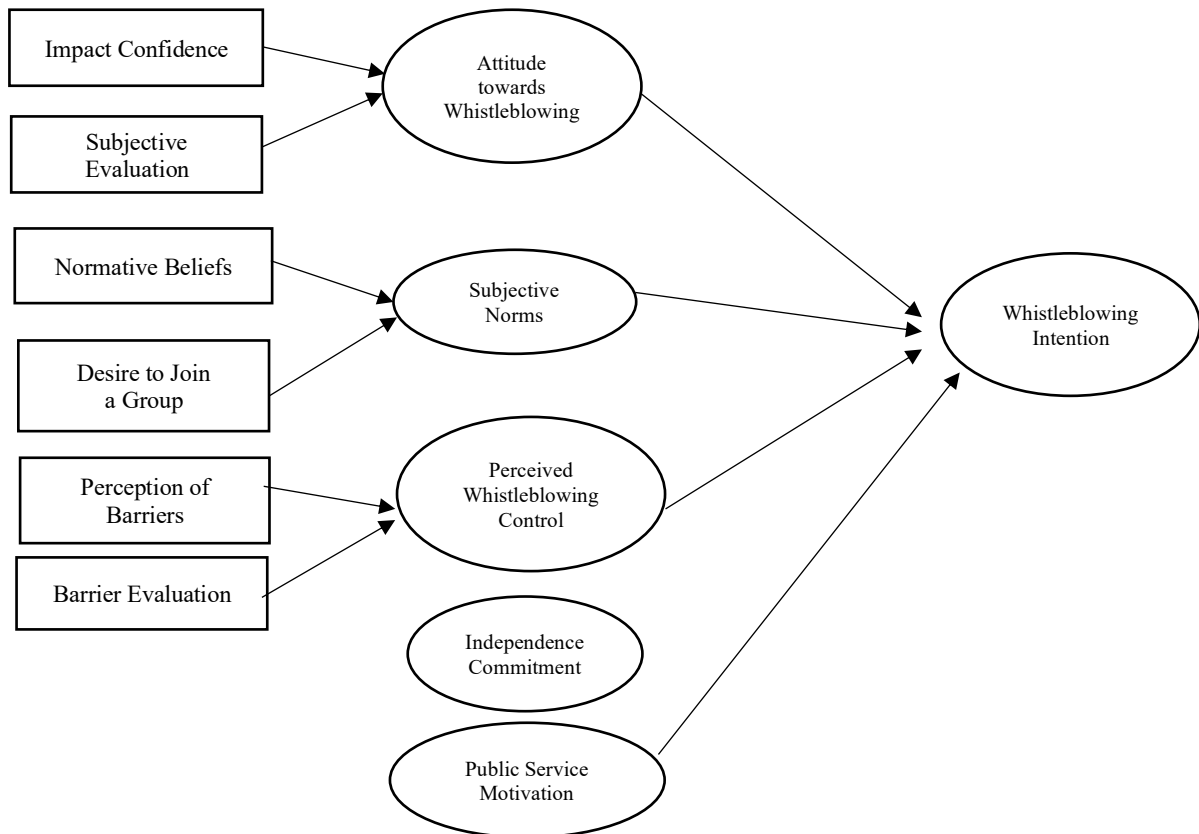 Impact Confidence
Subjective
Evaluation
Normative Beliefs
Desire to Join
a Group
Perception of
Barriers
Barrier Evaluation
Attitude
towards
Whistleblowing
Subjective
Norms
Perceived
Whistleblowing
Control
Independence
Commitment
Public Service
Motivation
Whistleblowing
Intention